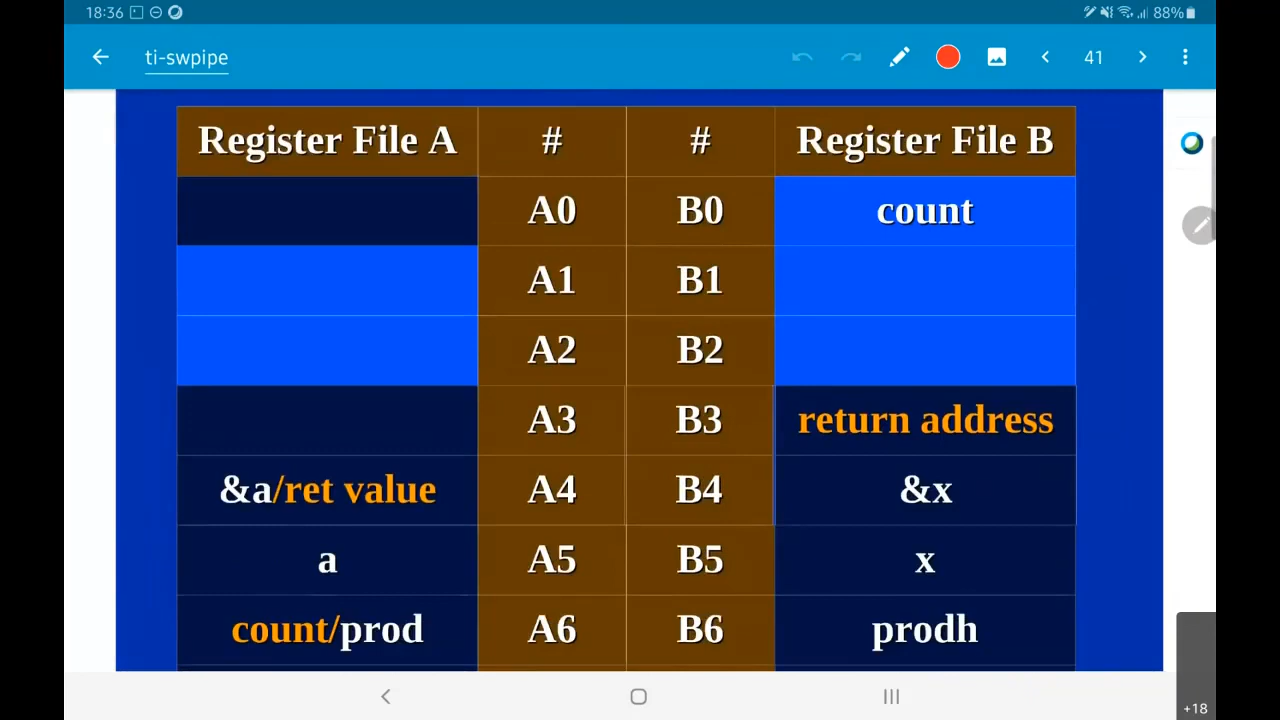 18:36
88%
ti-swpipe
41
Register File A # # Register File B
A0 B0 count
A1 B1
A2 B2
A3 B3 return address
&a/ret value A4 B4 &x
a A5 B5 x
count/prod A6 B6 prodh
+18